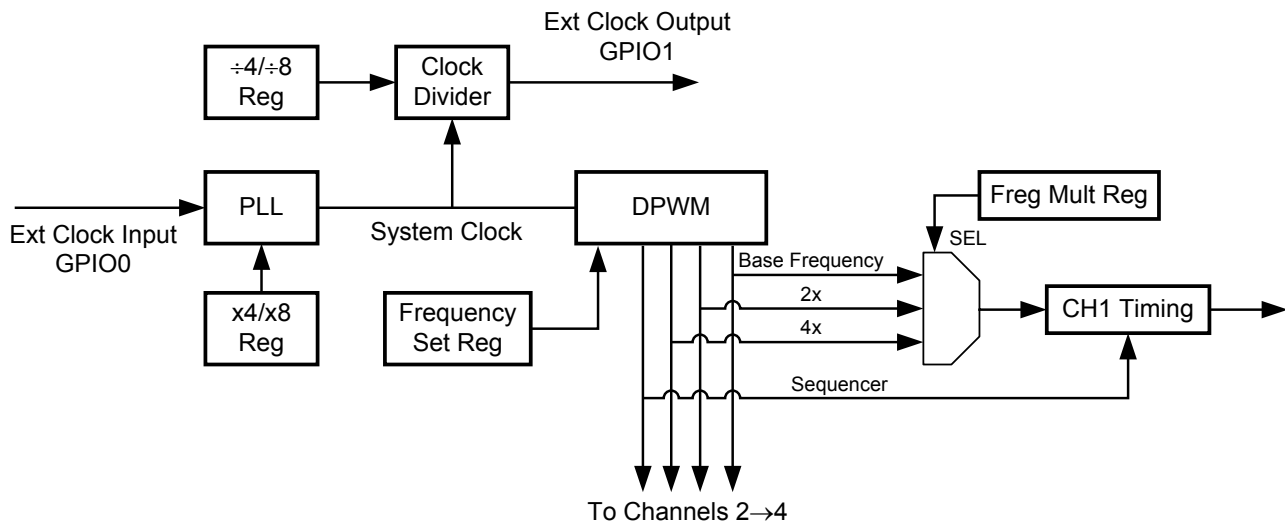 Ext Clock Output
GPIO1
÷4/÷8
Reg
Clock
Divider
PLL
Ext Clock Input
GPIO0
System Clock
DPWM
Freg Mult Reg
SEL
Base Frequency
2x
4x
x4/x8
Reg
Frequency
Set Reg
CH1 Timing
Sequencer
To Channels 2→4